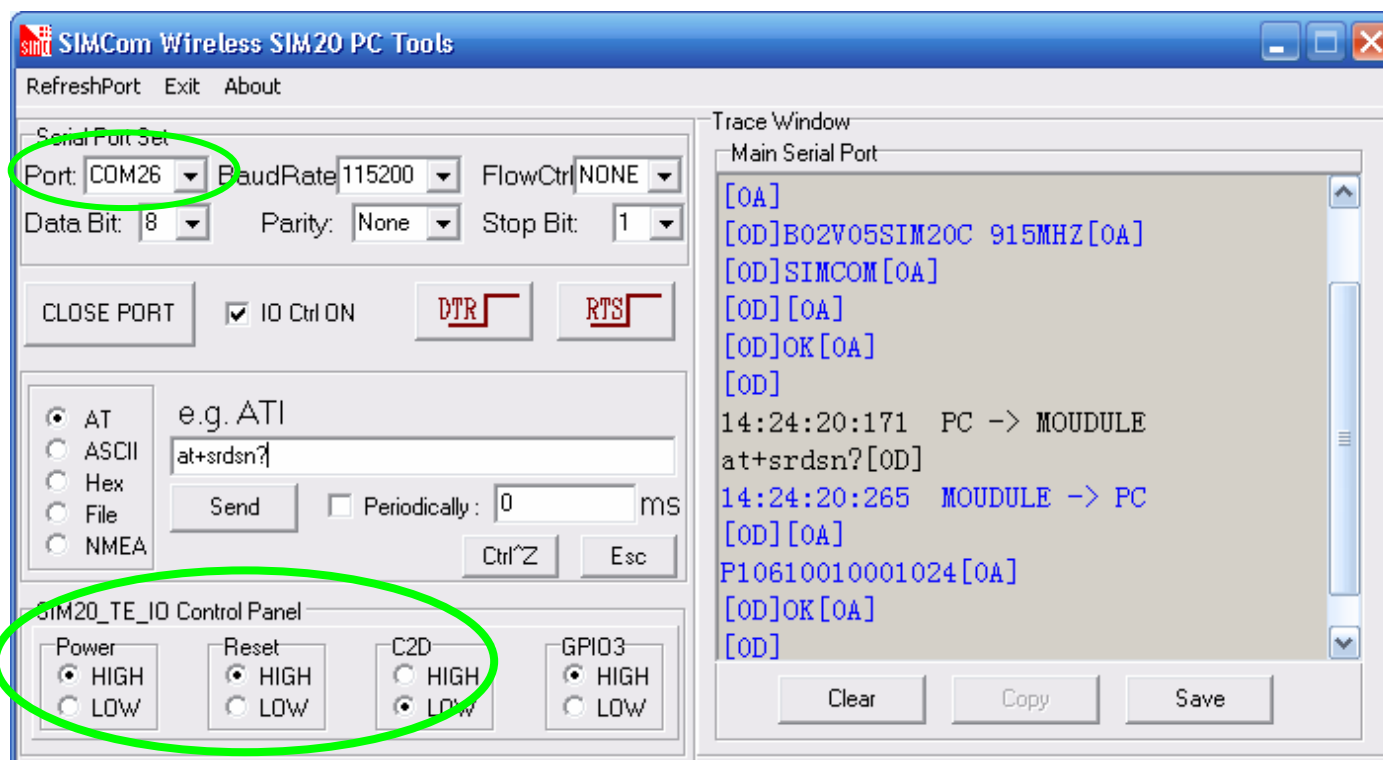 SIMCom Wireless SIM20 PC Tools
RefreshPort Exit About
Serial Port Set
Port: COM26 BaudRate 115200 FlowCtrl NONE
Data Bit: 8 Parity: None Stop Bit: 1
CLOSE PORT IO Ctrl ON DTR RTS
AT
ASCII
Hex
File
NMEA
e.g. ATI
at+srdsn?
Send Periodically : 0 ms
Ctrl^Z Esc
SIM20_TE_IO Control Panel
Power Reset C2D GPIO3
HIGH HIGH HIGH HIGH
LOW LOW LOW LOW
Trace Window
Main Serial Port
[0A]
[0D]B02V05SIM20C 915MHZ[0A]
[0D]SIMCOM[0A]
[0D][0A]
[0D]OK[0A]
[0D]
14:24:20:171 PC -> MOUDULE
at+srdsn?[0D]
14:24:20:265 MOUDULE -> PC
[0D][0A]
P10610010001024[0A]
[0D]OK[0A]
[0D]
Clear Copy Save